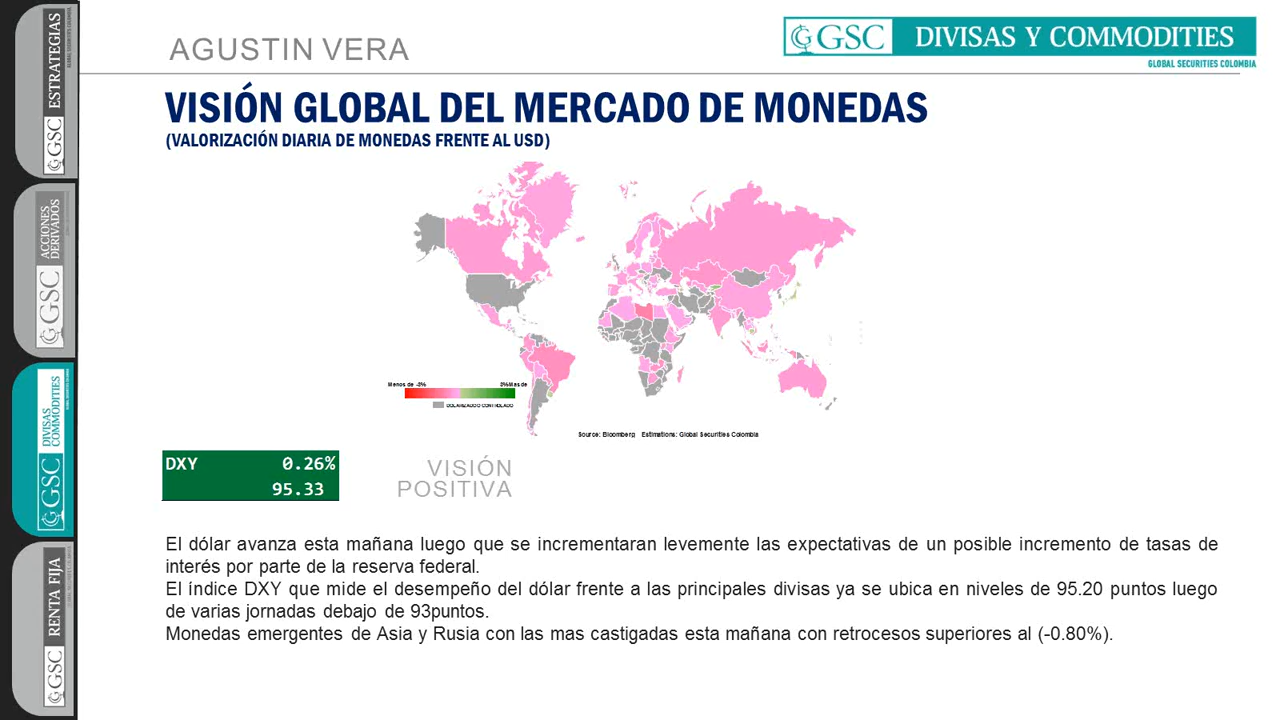 GSC ESTRATEGIAS
GSC ACCIONES
DERIVADOS
GSC DIVISAS
COMMODITIES
GSC RENTA FIJA
AGUSTIN VERA
GSC DIVISAS Y COMMODITIES
GLOBAL SECURITIES COLOMBIA
VISIÓN GLOBAL DEL MERCADO DE MONEDAS
(VALORIZACIÓN DIARIA DE MONEDAS FRENTE AL USD)
Menos de -5% 5%Mas de
DOLARIZADO O CONTROLADO
Source: Bloomberg Estimations: Global Securities Colombia
DXY 0.26%
95.33
VISIÓN
POSITIVA
El dólar avanza esta mañana luego que se incrementaran levemente las expectativas de un posible incremento de tasas de
interés por parte de la reserva federal.
El índice DXY que mide el desempeño del dólar frente a las principales divisas ya se ubica en niveles de 95.20 puntos luego
de varias jornadas debajo de 93puntos.
Monedas emergentes de Asia y Rusia con las mas castigadas esta mañana con retrocesos superiores al (-0.80%).